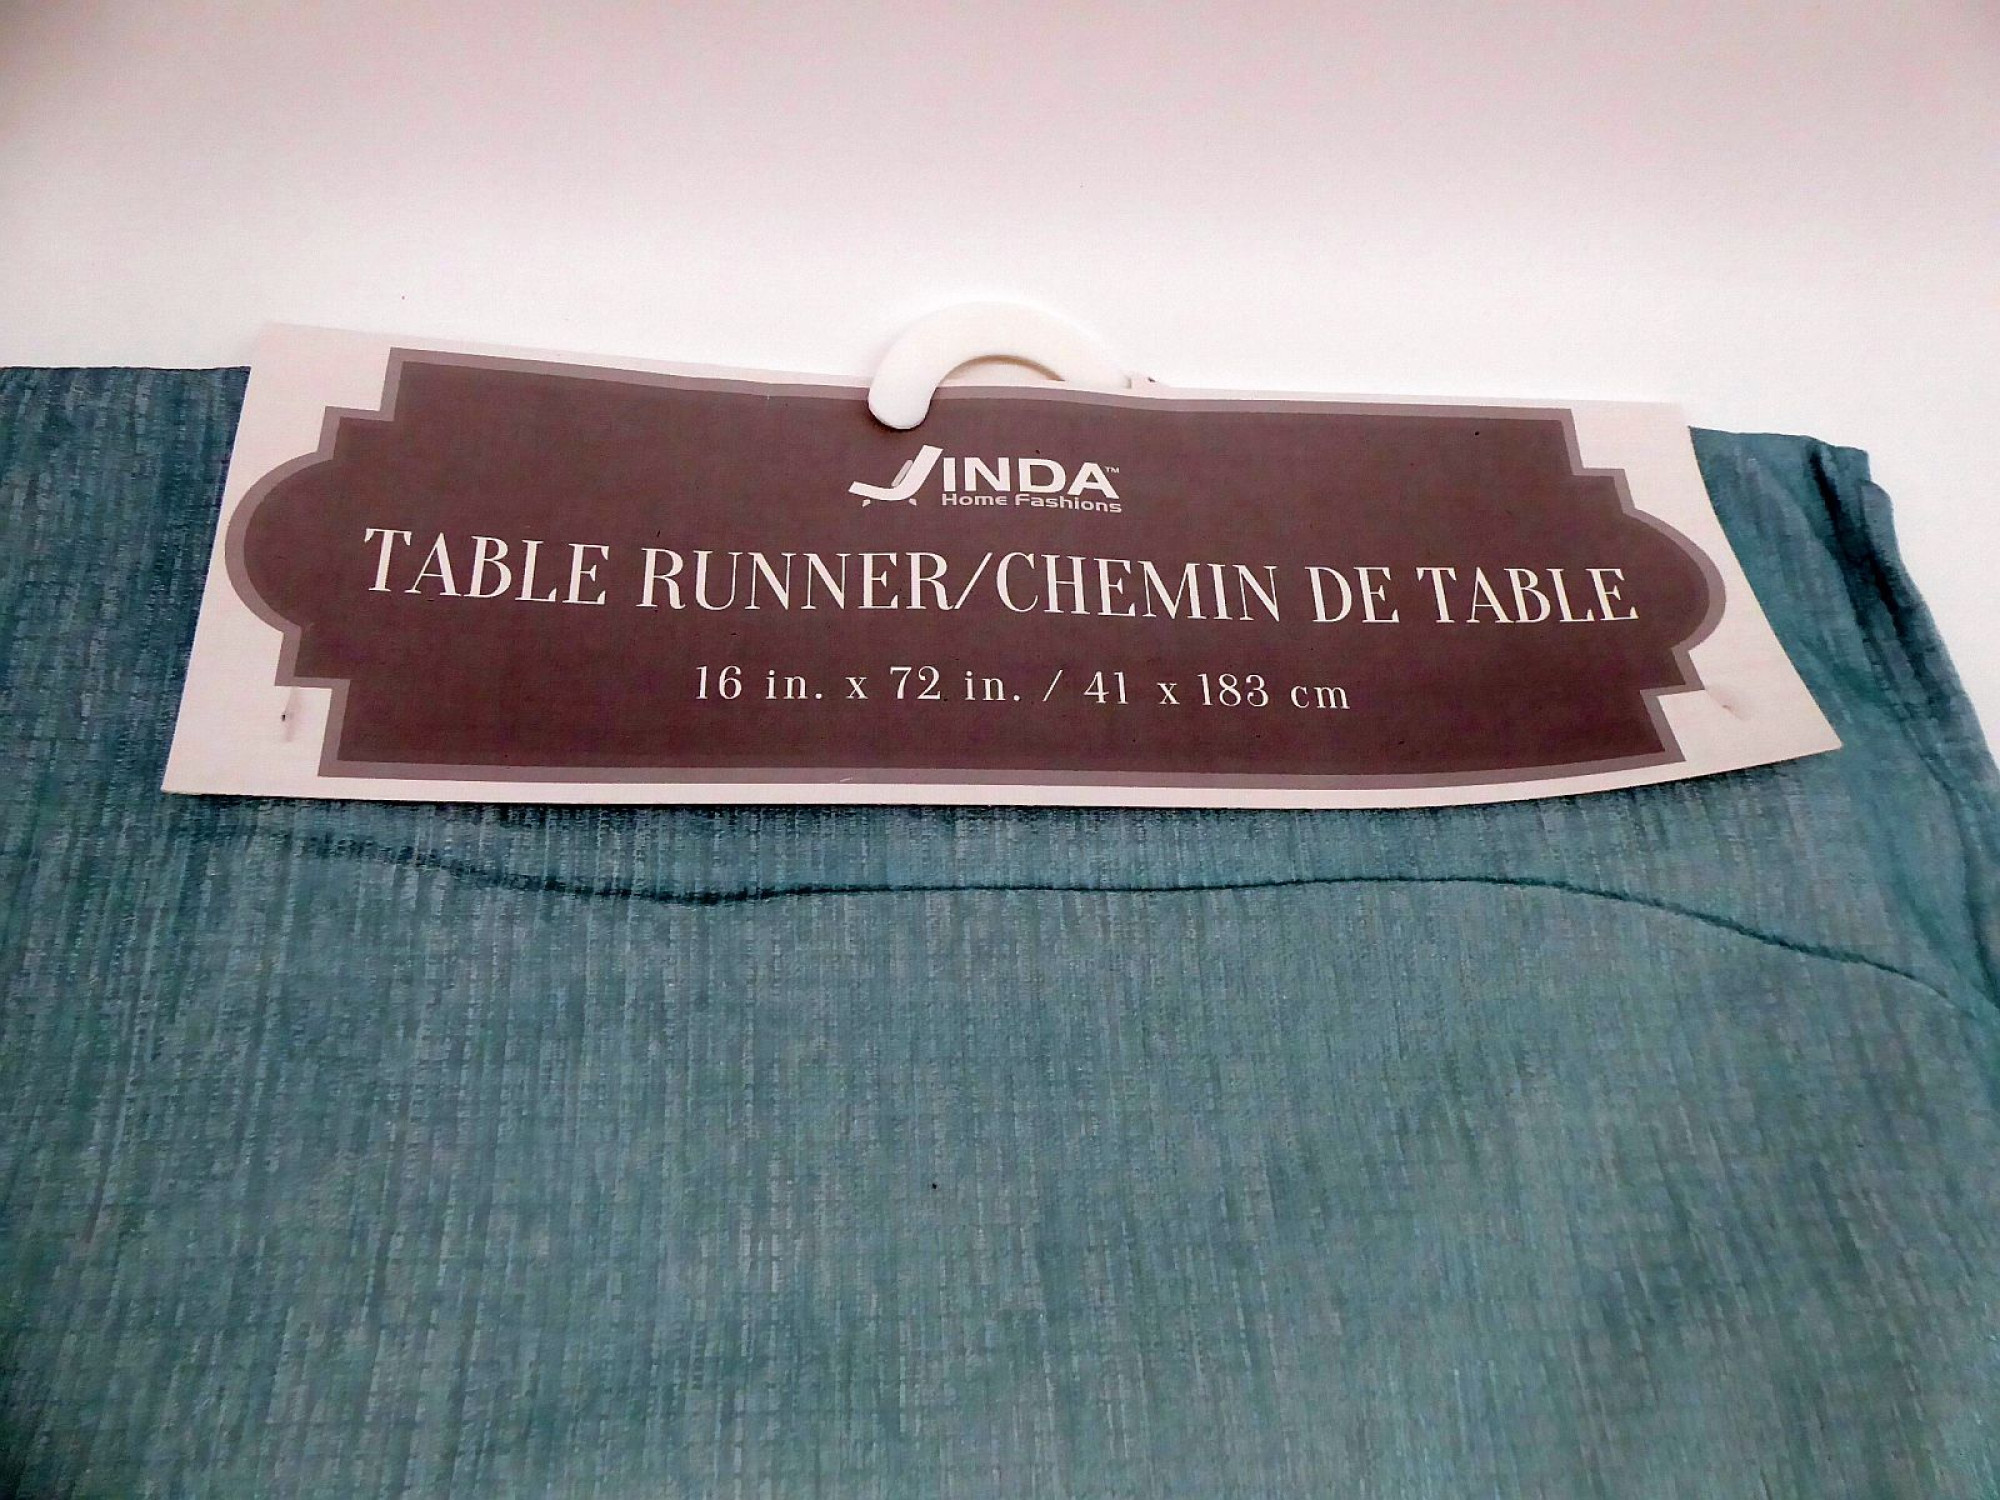 JINDA™
Home Fashions
TABLE RUNNER/CHEMIN DE TABLE
16 in. x 72 in. / 41 x 183 cm